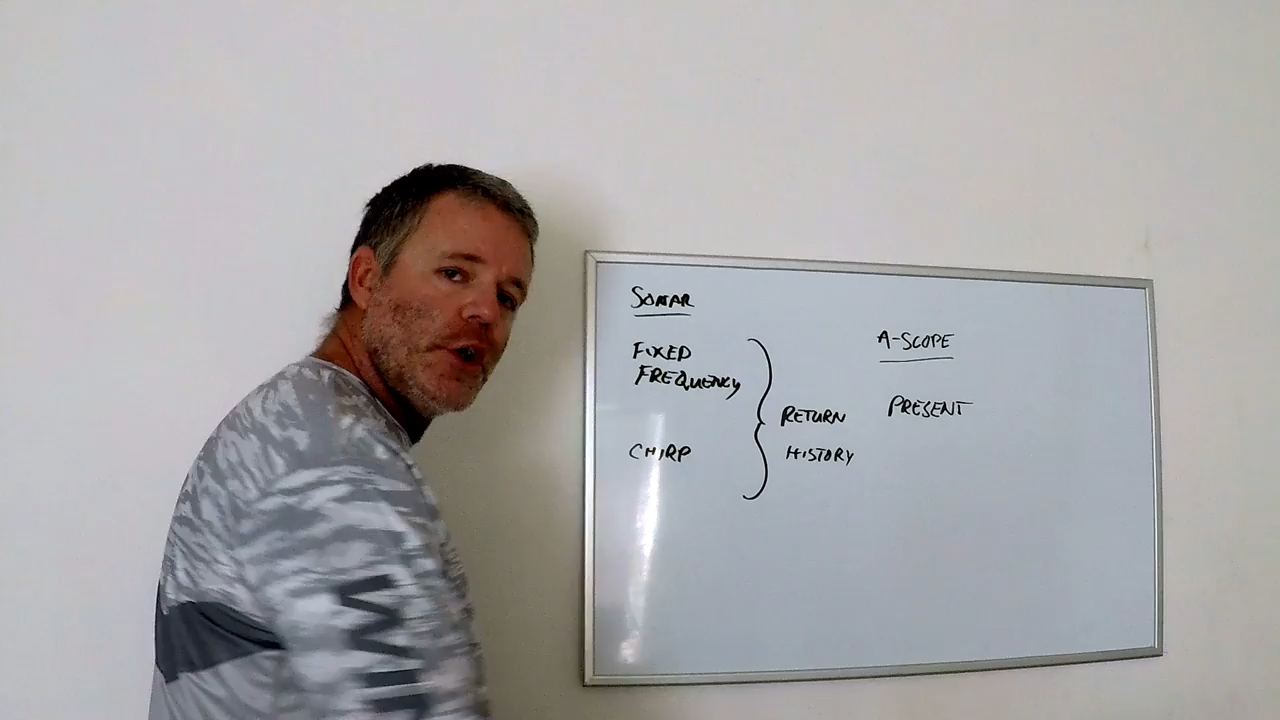 SONAR
FIXED
FREQUENCY
CHIRP
RETURN
HISTORY
A-SCOPE
PRESENT